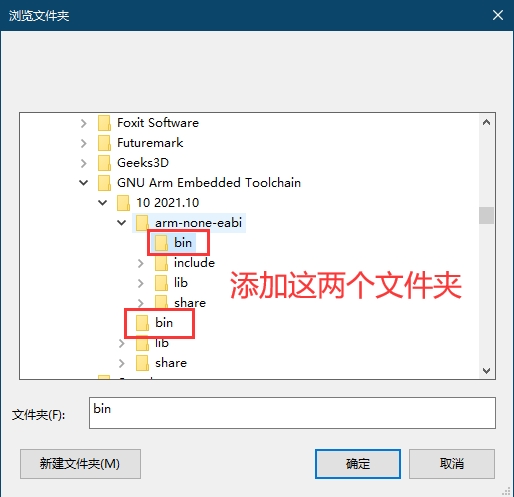 浏览文件夹
Foxit Software
Futuremark
Geeks3D
GNU Arm Embedded Toolchain
10 2021.10
arm-none-eabi
bin
include
lib
share
添加这两个文件夹
bin
lib
share
文件夹(F):
bin
新建文件夹(M)
确定
取消